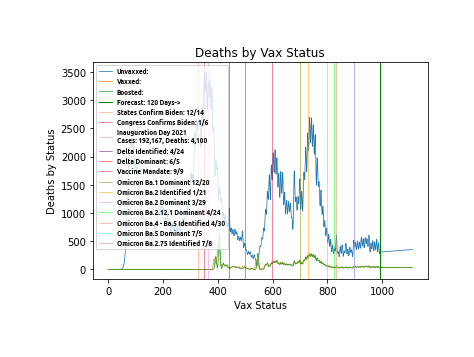 Deaths by Vax Status
Deaths by Status
3500
3000
2500
2000
1500
1000
500
0
Unvaxxed:
Vaxxed:
Boosted:
Forecast: 120 Days->
States Confirm Biden: 12/14
Congress Confirms Biden: 1/6
Inauguration Day 2021
Cases: 192,167, Deaths: 4,100
Delta Identified: 4/24
Delta Dominant: 6/5
Vaccine Mandate: 9/9
Omicron Ba.1 Dominant 12/20
Omicron Ba.2 Identified 1/21
Omicron Ba.2 Dominant 3/29
Omicron Ba.2.12.1 Dominant 4/24
Omicron Ba.4 - Ba.5 Identified 4/30
Omicron Ba.5 Dominant 7/5
Omicron Ba.2.75 Identified 7/8
0 200 400 600 800 1000
Vax Status